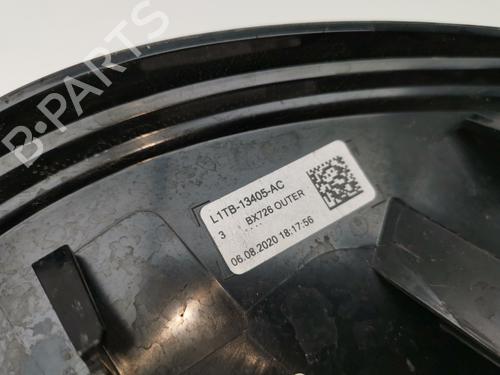 B-PARTS
L1TB-13405-AC
3 BX726 OUTER
06.08.2020 18:17:56